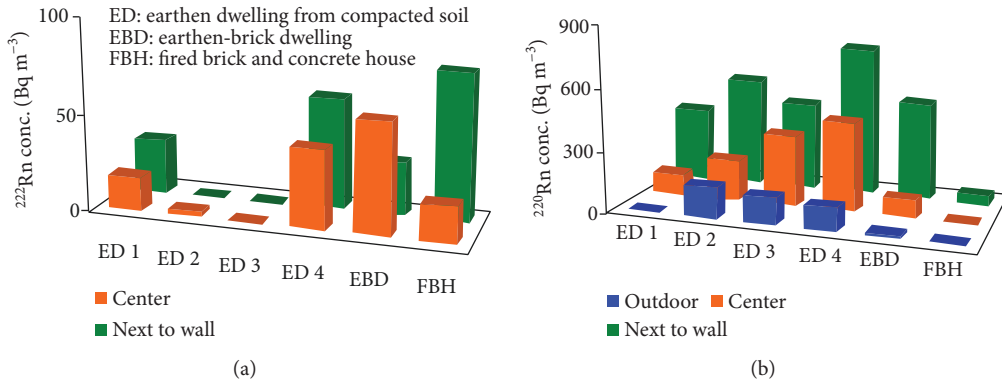 100
50
0
²²²Rn conc. (Bq m⁻³)
ED: earthen dwelling from compacted soil
EBD: earthen-brick dwelling
FBH: fired brick and concrete house
ED 1
ED 2
ED 3
ED 4
EBD
FBH
Center
Next to wall
(a)
900
600
300
0
²²⁰Rn conc. (Bq m⁻³)
ED 1
ED 2
ED 3
ED 4
EBD
FBH
Outdoor
Center
Next to wall
(b)